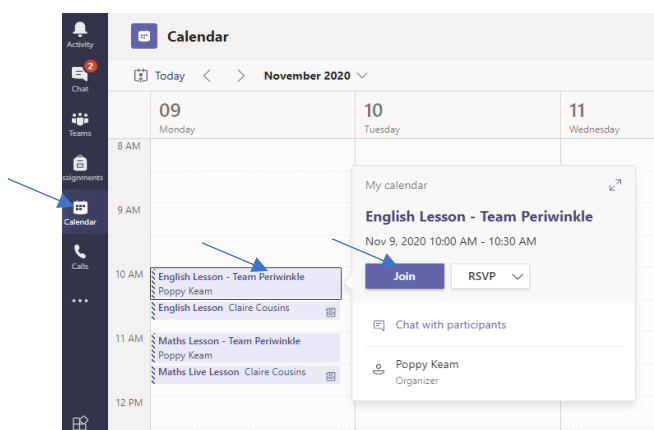 Activity
Calendar
2
Chat
Today
November 2020
Teams
09
Monday
10
Tuesday
11
Wednesday
8 AM
ssignments
Calendar
9 AM
Calls
10 AM
English Lesson - Team Periwinkle
Poppy Keam
English Lesson Claire Cousins
11 AM
Maths Lesson - Team Periwinkle
Poppy Keam
Maths Live Lesson Claire Cousins
12 PM
My calendar
English Lesson - Team Periwinkle
Nov 9, 2020 10:00 AM - 10:30 AM
Join
RSVP
Chat with participants
Poppy Keam
Organizer